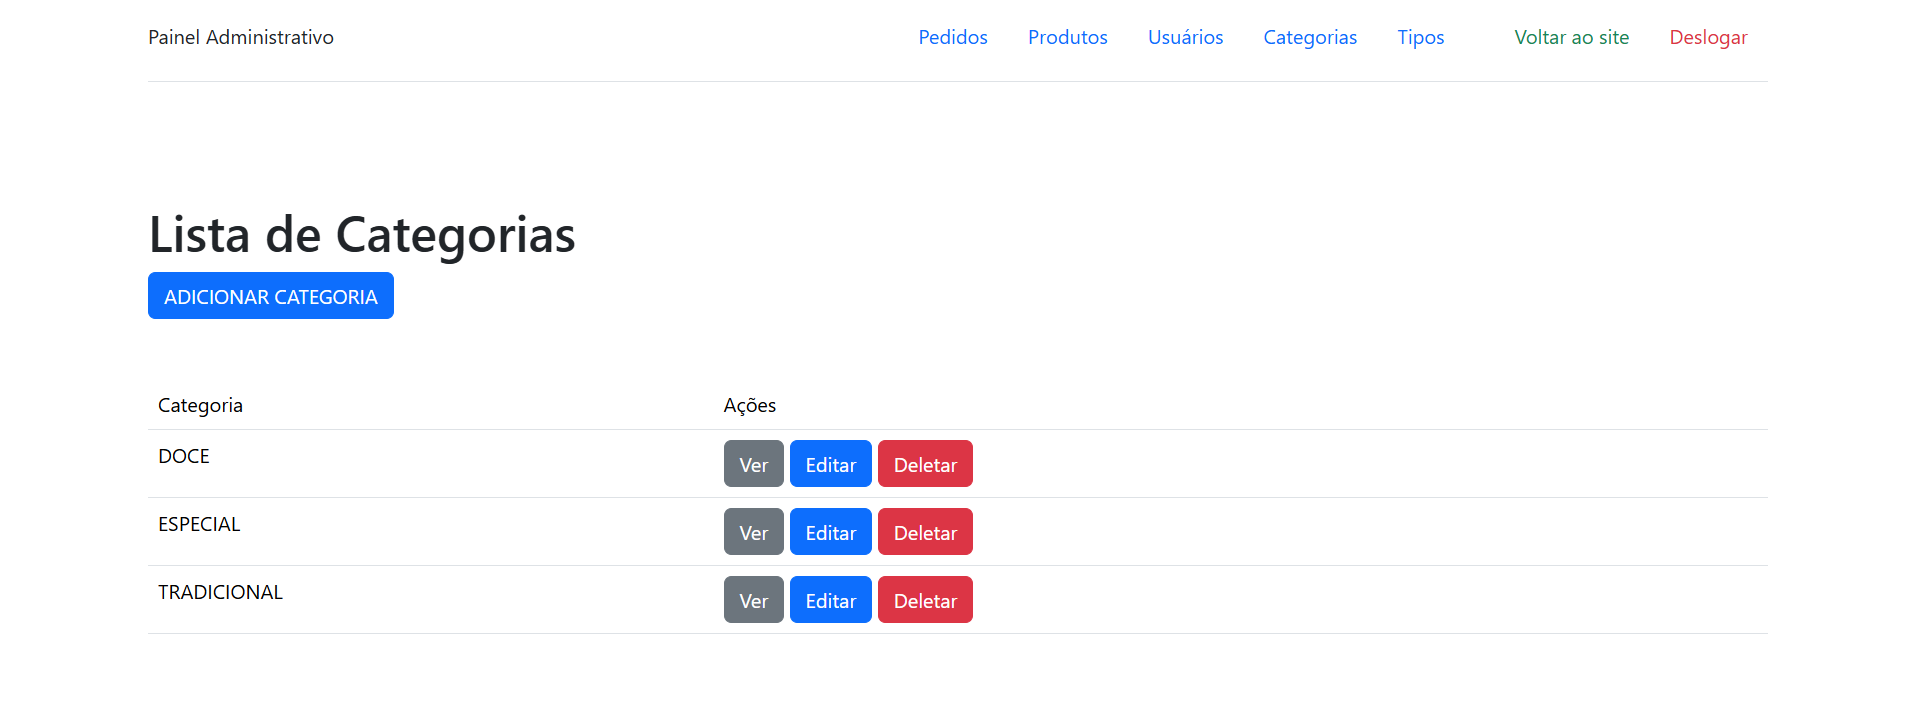 Painel Administrativo Pedidos Produtos Usuários Categorias Tipos Voltar ao site Deslogar
Lista de Categorias
ADICIONAR CATEGORIA
Categoria Ações
DOCE Ver Editar Deletar
ESPECIAL Ver Editar Deletar
TRADICIONAL Ver Editar Deletar